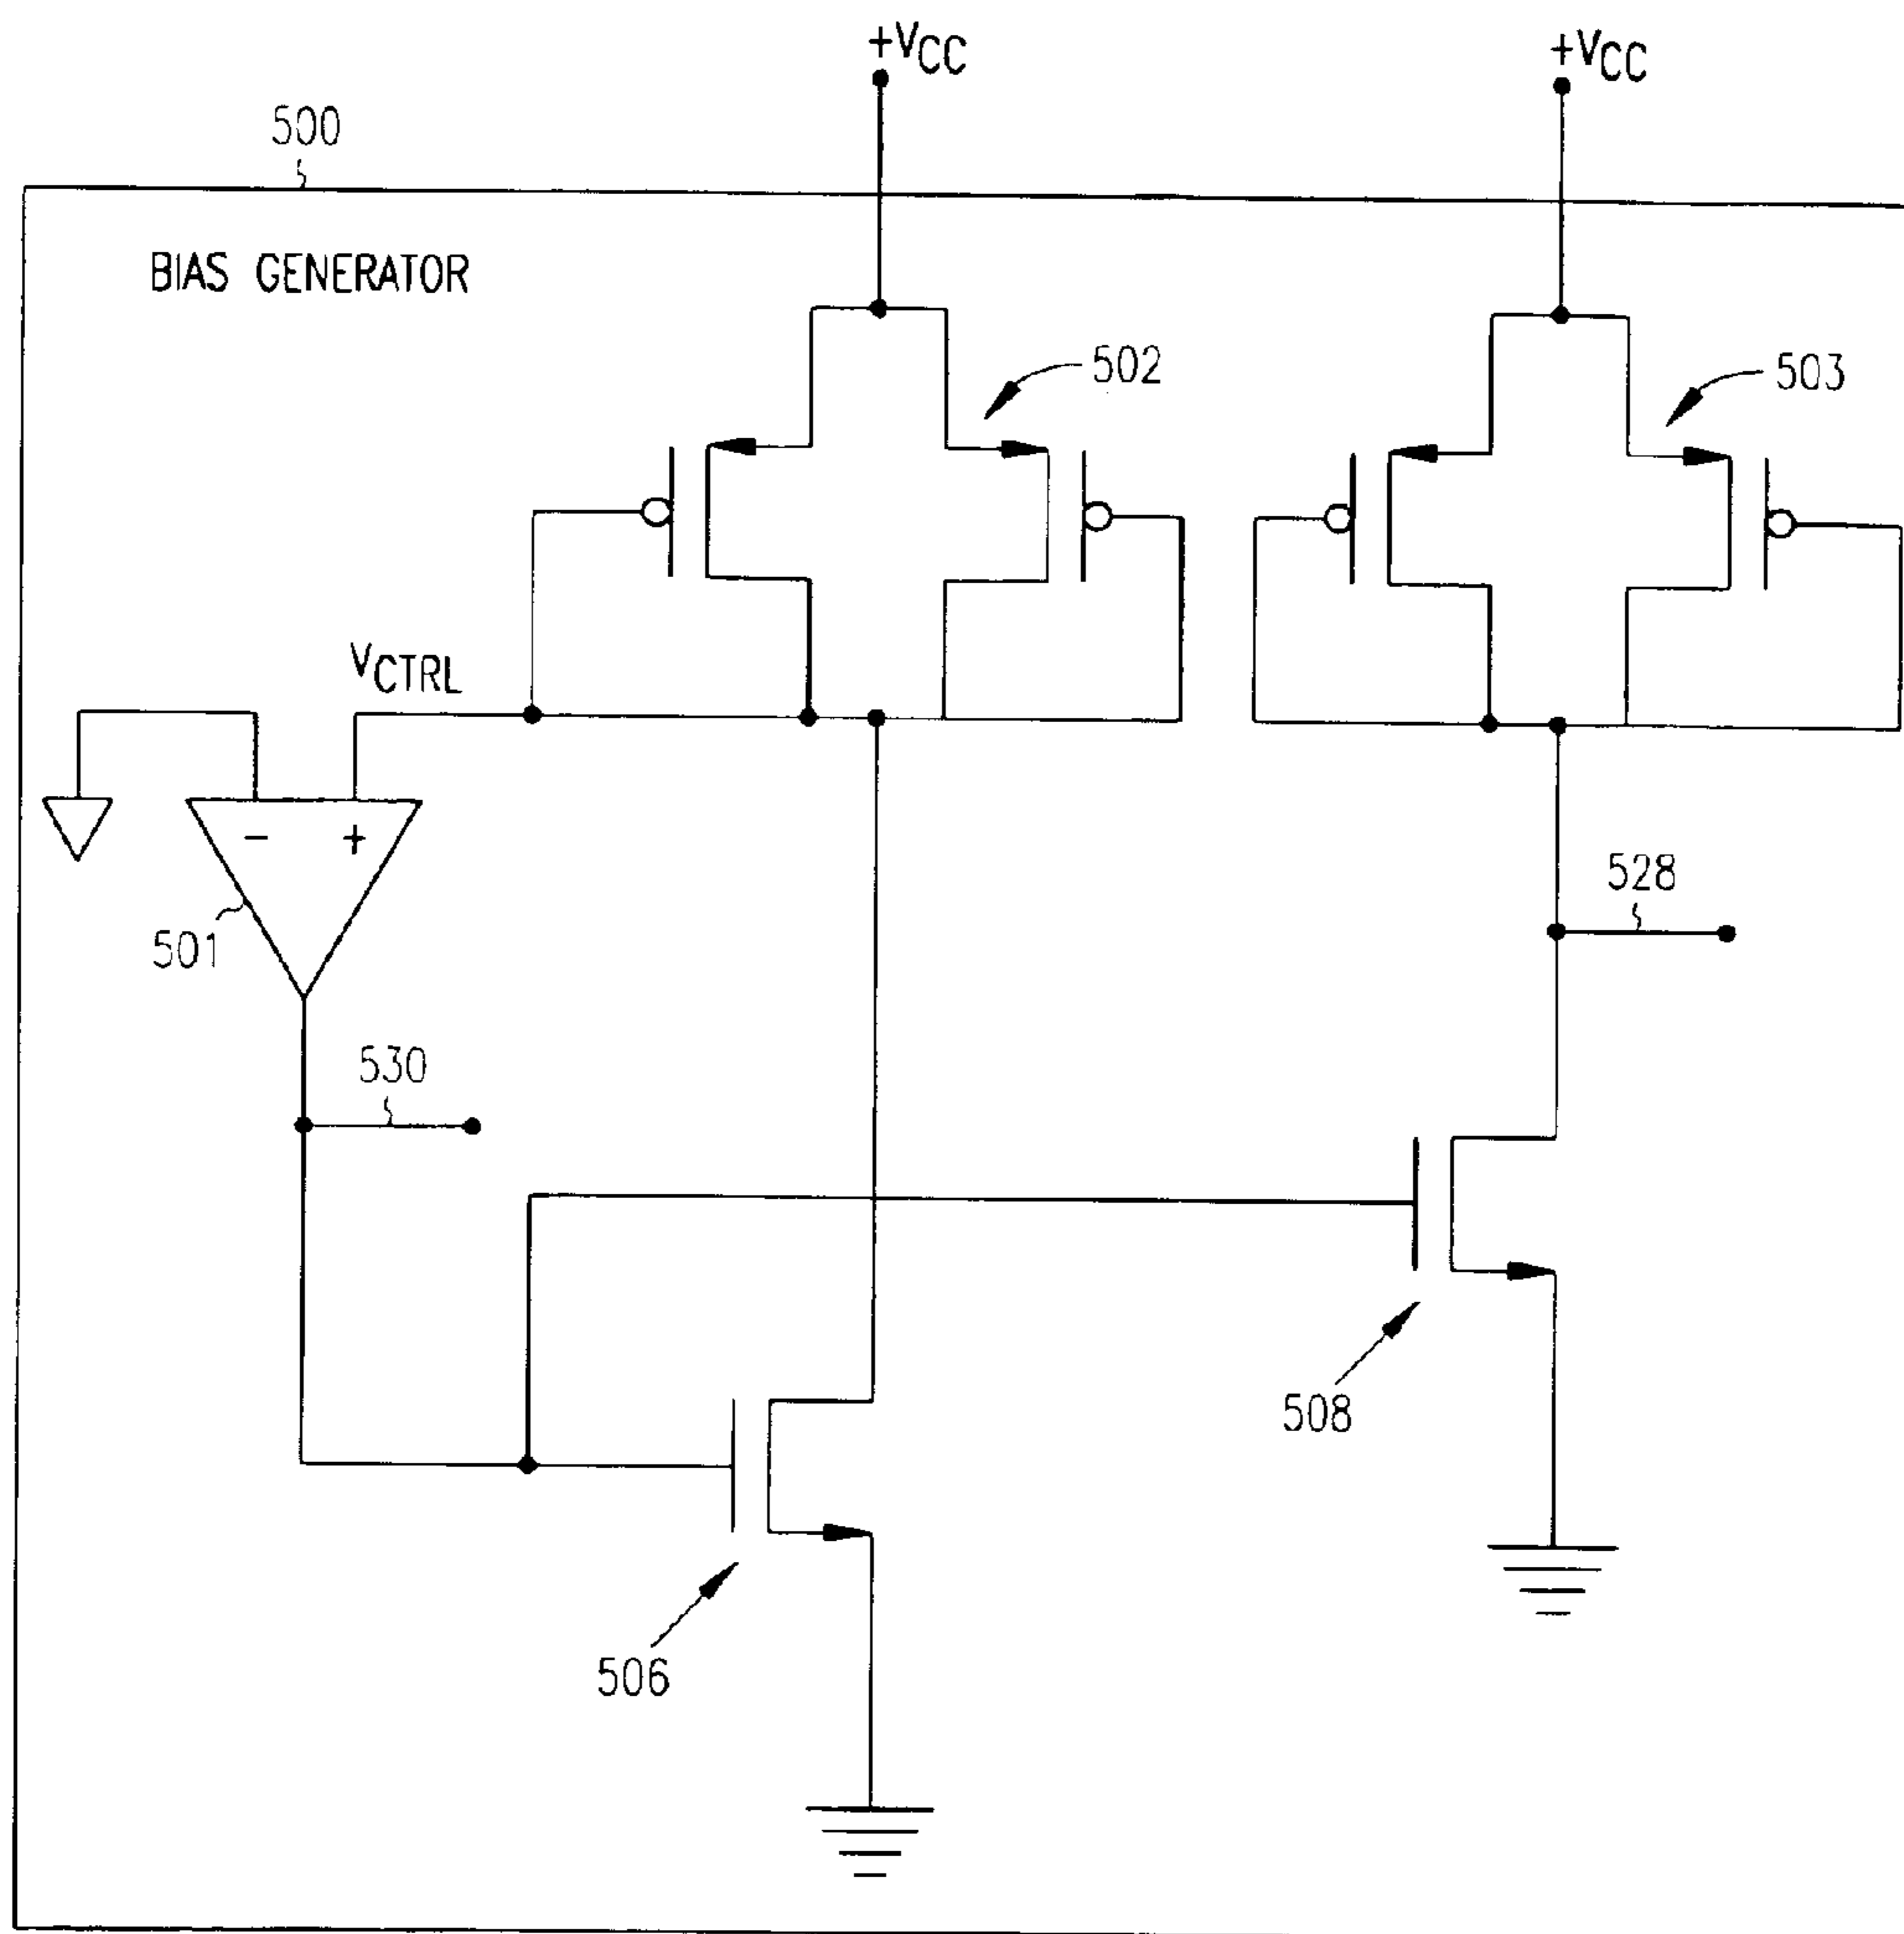 +VCC
+VCC
500
BIAS GENERATOR
502
503
VCTRL
- +
528
501
530
508
506